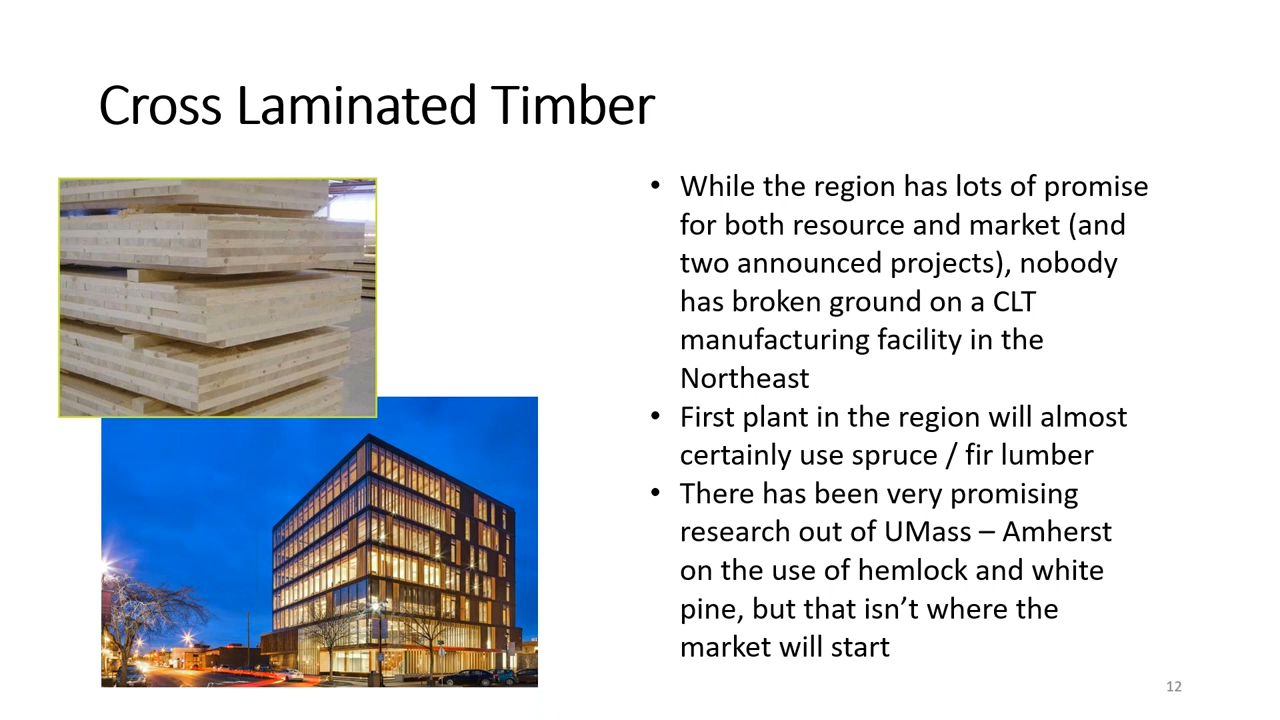 Cross Laminated Timber
• While the region has lots of promise
for both resource and market (and
two announced projects), nobody
has broken ground on a CLT
manufacturing facility in the
Northeast
• First plant in the region will almost
certainly use spruce / fir lumber
• There has been very promising
research out of UMass – Amherst
on the use of hemlock and white
pine, but that isn’t where the
market will start
12